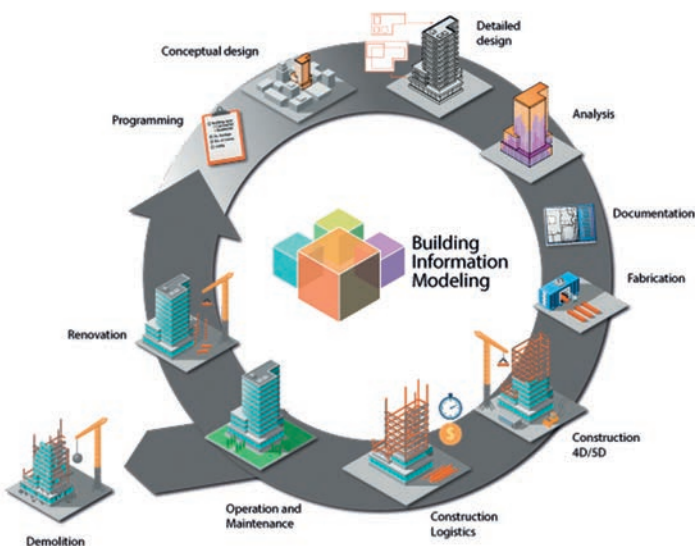 Conceptual design
Detailed
design
Programming
Analysis
Building
Information
Modeling
Documentation
Fabrication
Renovation
$
Construction
4D/5D
Operation and
Maintenance
Construction
Logistics
Demolition